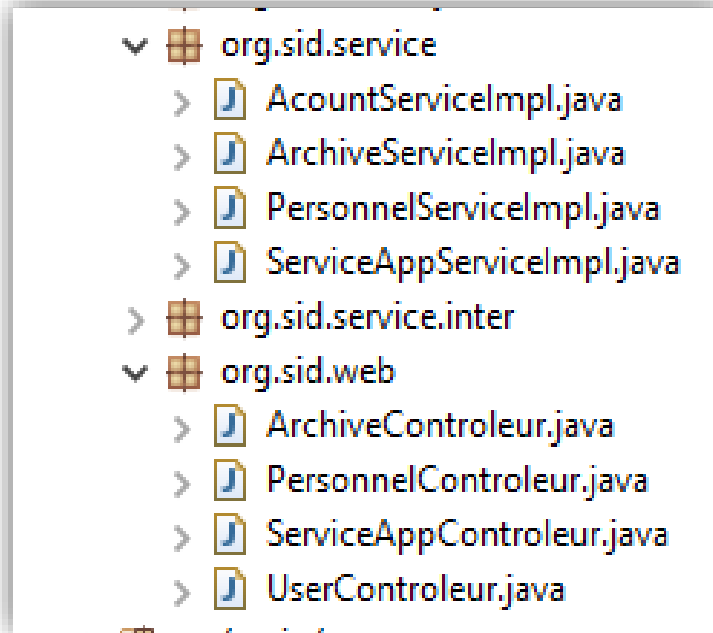 org.sid.service
AcountServiceImpl.java
ArchiveServiceImpl.java
PersonnelServiceImpl.java
ServiceAppServiceImpl.java
org.sid.service.inter
org.sid.web
ArchiveControleur.java
PersonnelControleur.java
ServiceAppControleur.java
UserControleur.java